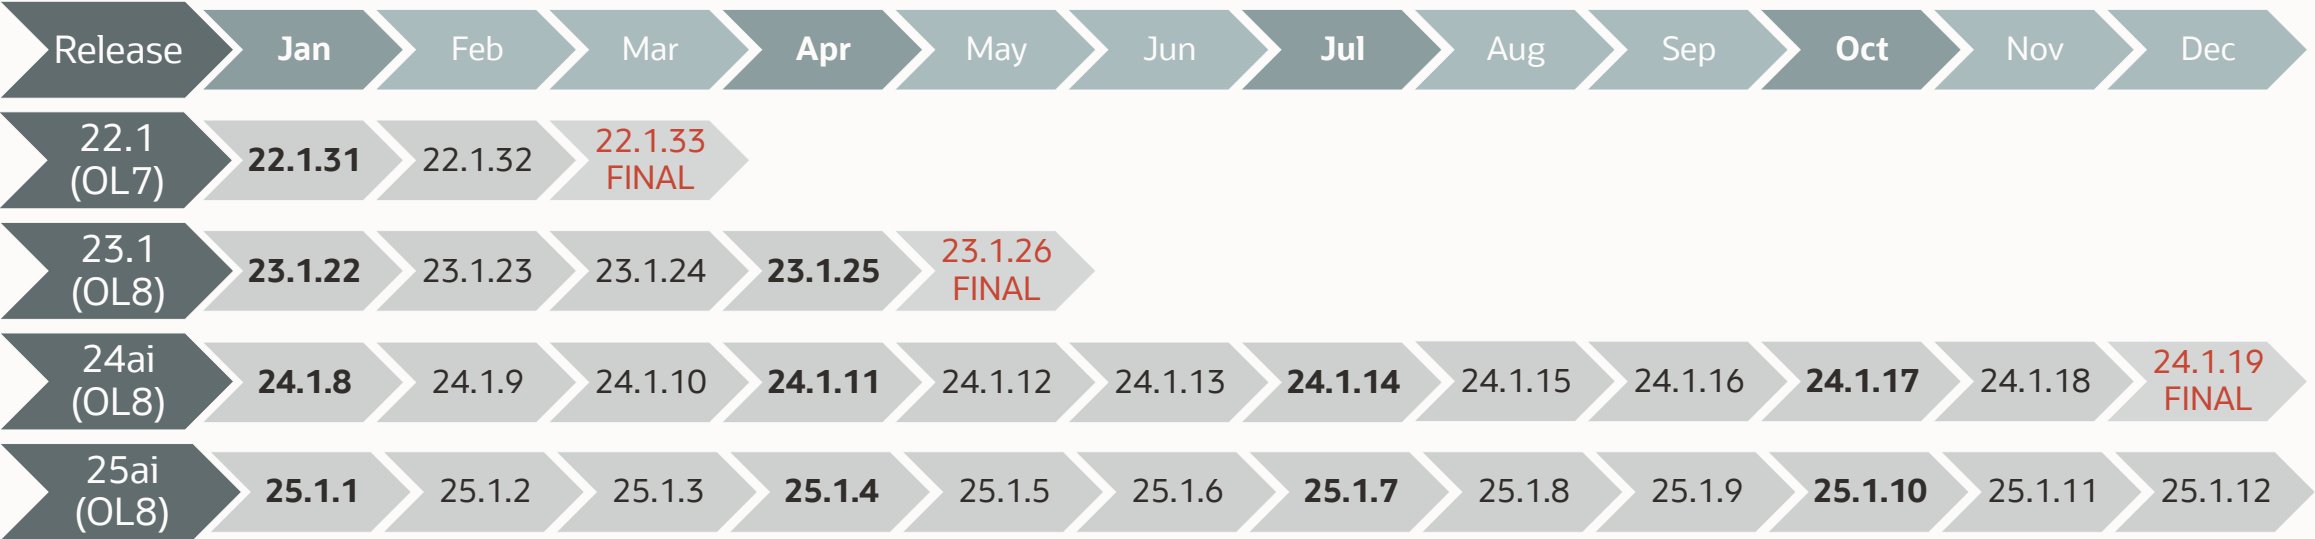 Release Jan Feb Mar Apr May Jun Jul Aug Sep Oct Nov Dec
22.1
(OL7)
22.1.31 22.1.32
22.1.33
FINAL
23.1
(OL8)
23.1.22 23.1.23 23.1.24 23.1.25
23.1.26
FINAL
24ai
(OL8)
24.1.8 24.1.9 24.1.10 24.1.11 24.1.12 24.1.13 24.1.14 24.1.15 24.1.16 24.1.17 24.1.18
24.1.19
FINAL
25ai
(OL8)
25.1.1 25.1.2 25.1.3 25.1.4 25.1.5 25.1.6 25.1.7 25.1.8 25.1.9 25.1.10 25.1.11 25.1.12